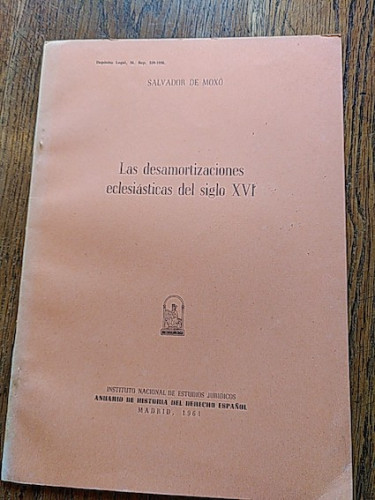 SALVADOR DE MOXÓ
Las desamortizaciones
eclesiásticas del siglo XVI
INSTITUTO NACIONAL DE ESTUDIOS JURIDICOS
ANUARIO DE HISTORIA DEL DERECHO ESPAÑOL
MADRID, 1961